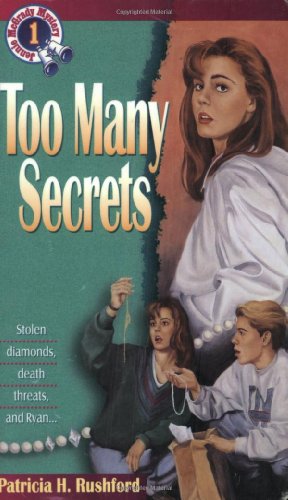 Jennie McGrady Mystery
1
Too Many
Secrets
Stolen
diamonds,
death
threats,
and Ryan...
Patricia H. Rushford